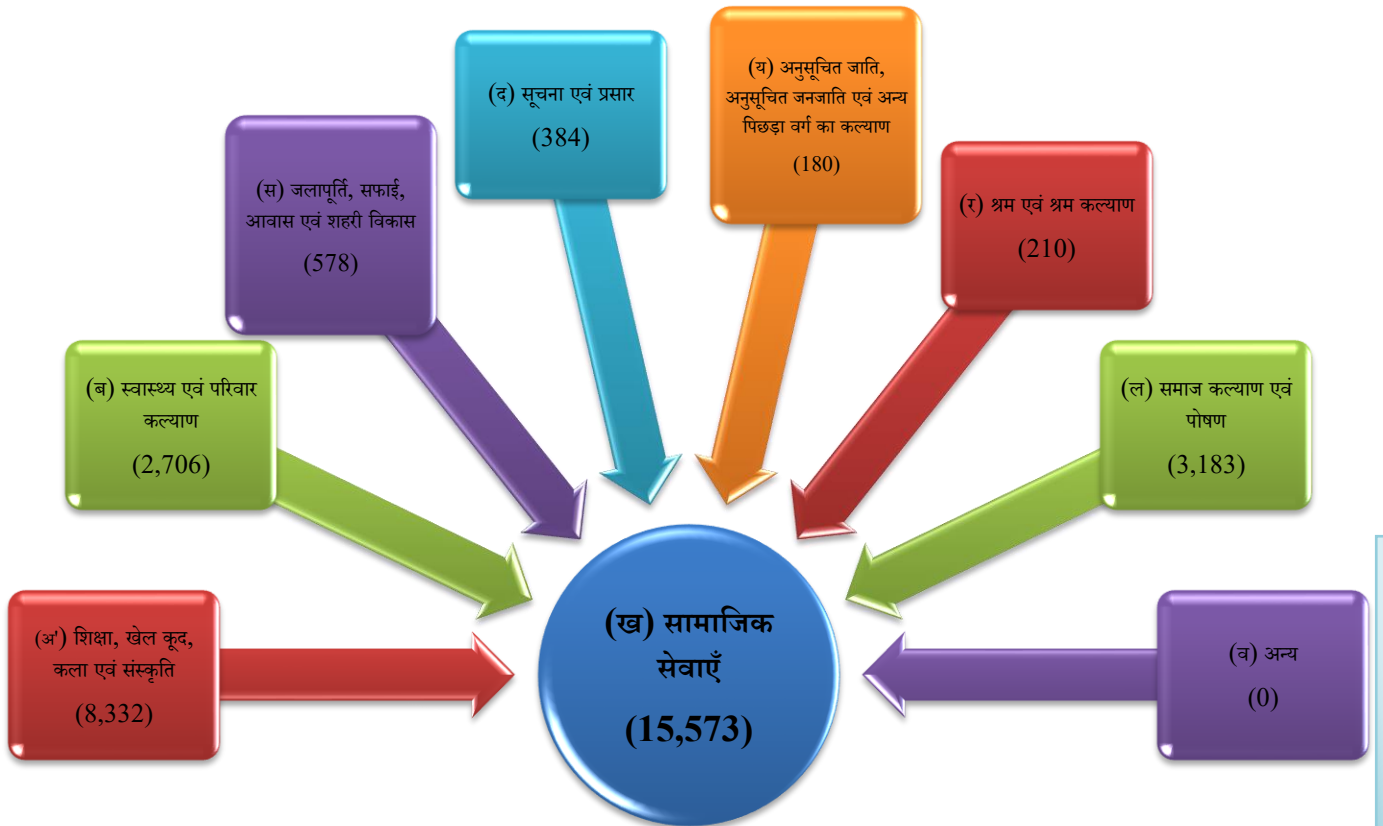 (अ') शिक्षा, खेल कूद,
कला एवं संस्कृति
(8,332)
(ब) स्वास्थ्य एवं परिवार
कल्याण
(2,706)
(स) जलापूर्ति, सफाई,
आवास एवं शहरी विकास
(578)
(द) सूचना एवं प्रसार
(384)
(य) अनुसूचित जाति,
अनुसूचित जनजाति एवं अन्य
पिछड़ा वर्ग का कल्याण
(180)
(र) श्रम एवं श्रम कल्याण
(210)
(ल) समाज कल्याण एवं
पोषण
(3,183)
(व) अन्य
(0)
(ख) सामाजिक
सेवाएँ
(15,573)